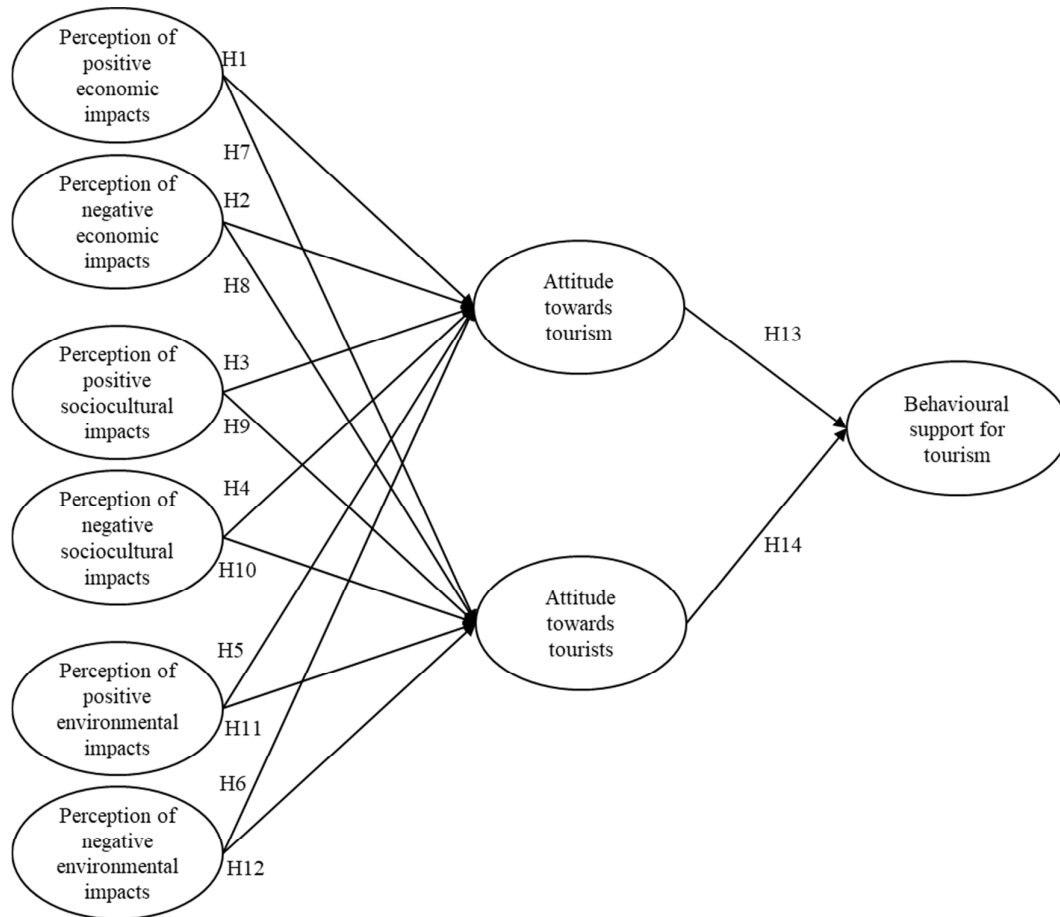 Perception of
positive
economic
impacts
H1
H7
Perception of
negative
economic
impacts
H2
H8
Perception of
positive
sociocultural
impacts
H3
H9
Perception of
negative
sociocultural
impacts
H4
H10
Perception of
positive
environmental
impacts
H5
H11
Perception of
negative
environmental
impacts
H6
H12
Attitude
towards
tourism
Attitude
towards
tourists
H13
H14
Behavioural
support for
tourism